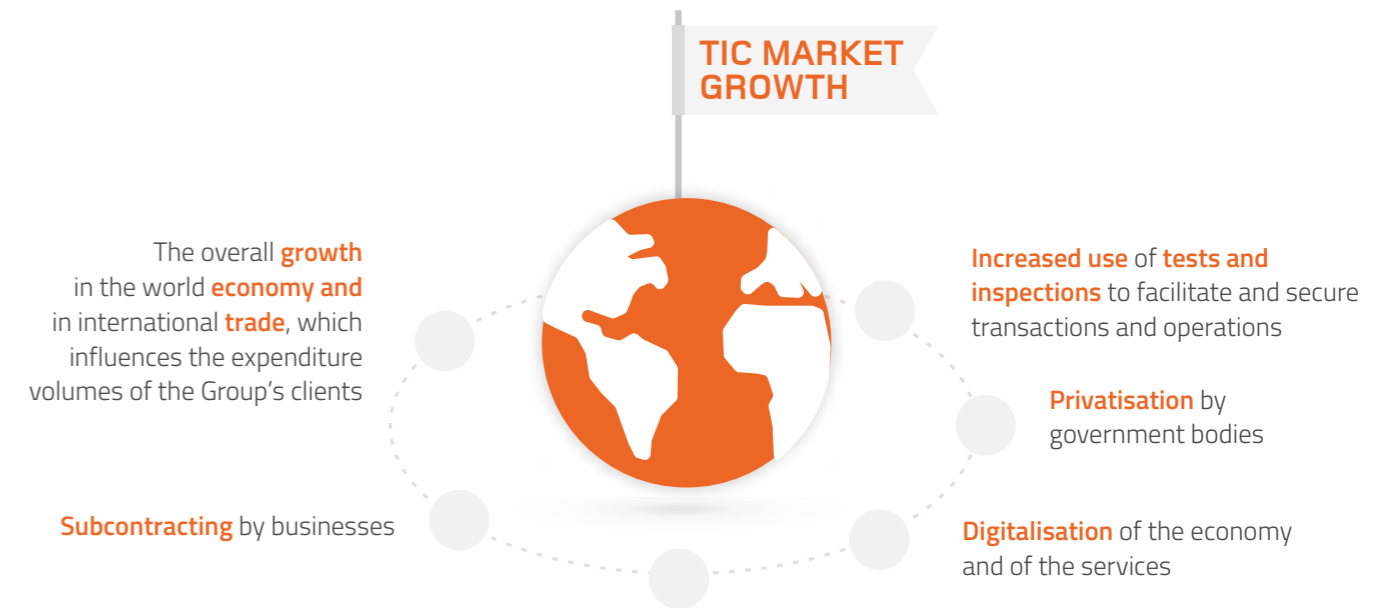 TIC MARKET
GROWTH
The overall growth
in the world economy and
in international trade, which
influences the expenditure
volumes of the Group’s clients
Subcontracting by businesses
Increased use of tests and
inspections to facilitate and secure
transactions and operations
Privatisation by
government bodies
Digitalisation of the economy
and of the services